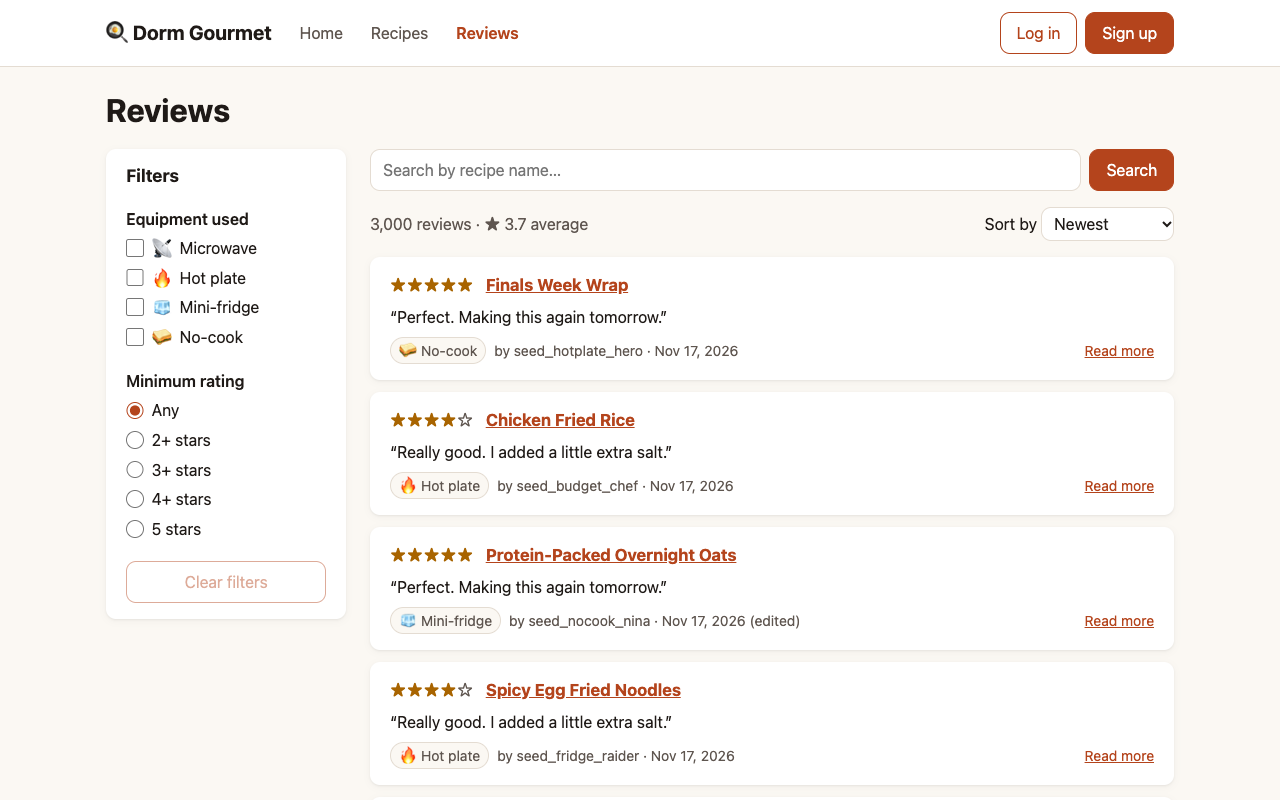 Dorm Gourmet Home Recipes Reviews Log in Sign up
Reviews
Filters
Equipment used
Microwave
Hot plate
Mini-fridge
No-cook
Minimum rating
Any
2+ stars
3+ stars
4+ stars
5 stars
Clear filters
Search by recipe name... Search
3,000 reviews · ★ 3.7 average Sort by Newest
★★★★★ Finals Week Wrap
“Perfect. Making this again tomorrow.”
No-cook by seed_hotplate_hero · Nov 17, 2026 Read more
★★★★☆ Chicken Fried Rice
“Really good. I added a little extra salt.”
Hot plate by seed_budget_chef · Nov 17, 2026 Read more
★★★★★ Protein-Packed Overnight Oats
“Perfect. Making this again tomorrow.”
Mini-fridge by seed_nocook_nina · Nov 17, 2026 (edited) Read more
★★★★☆ Spicy Egg Fried Noodles
“Really good. I added a little extra salt.”
Hot plate by seed_fridge_raider · Nov 17, 2026 Read more